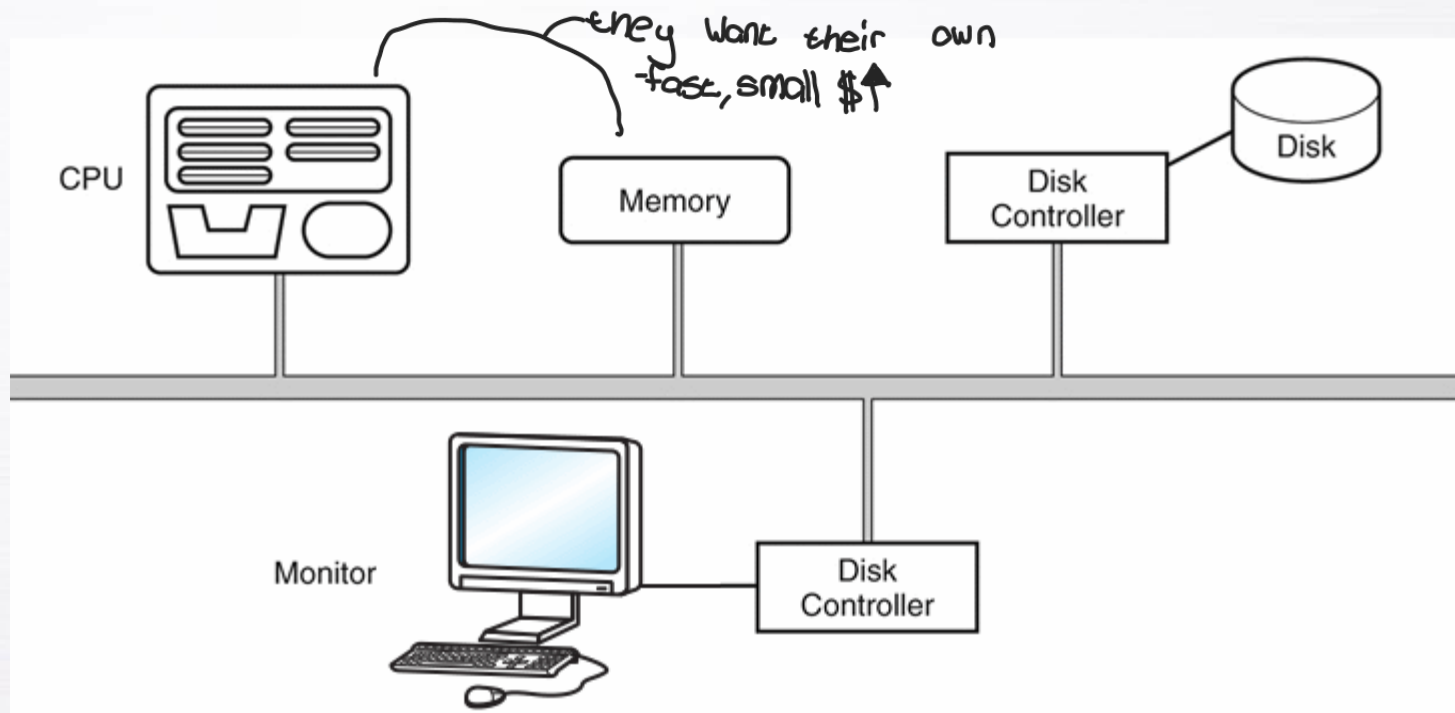 they want their own
-fast, small $↑
CPU
Memory
Disk
Controller
Disk
Monitor
Disk
Controller